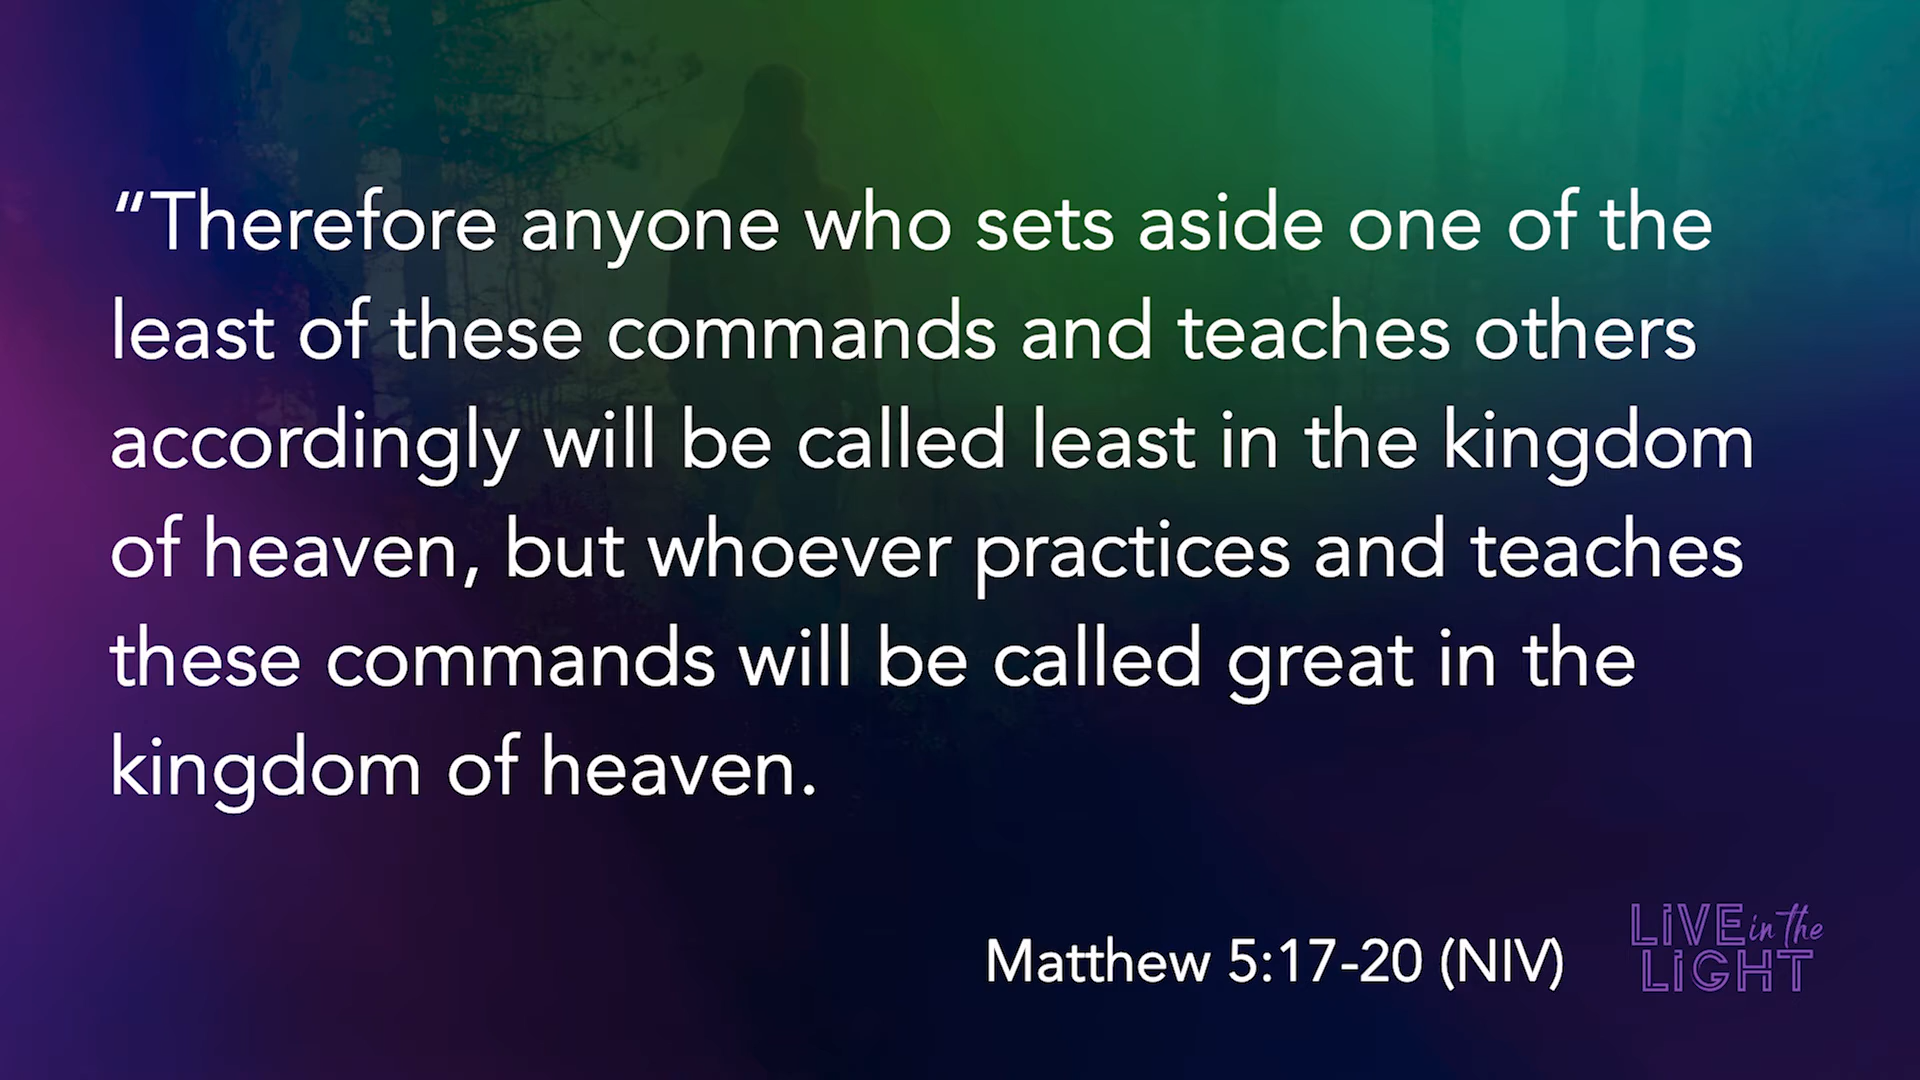 “Therefore anyone who sets aside one of the
least of these commands and teaches others
accordingly will be called least in the kingdom
of heaven, but whoever practices and teaches
these commands will be called great in the
kingdom of heaven.
Matthew 5:17-20 (NIV)
LIVE in the
LIGHT